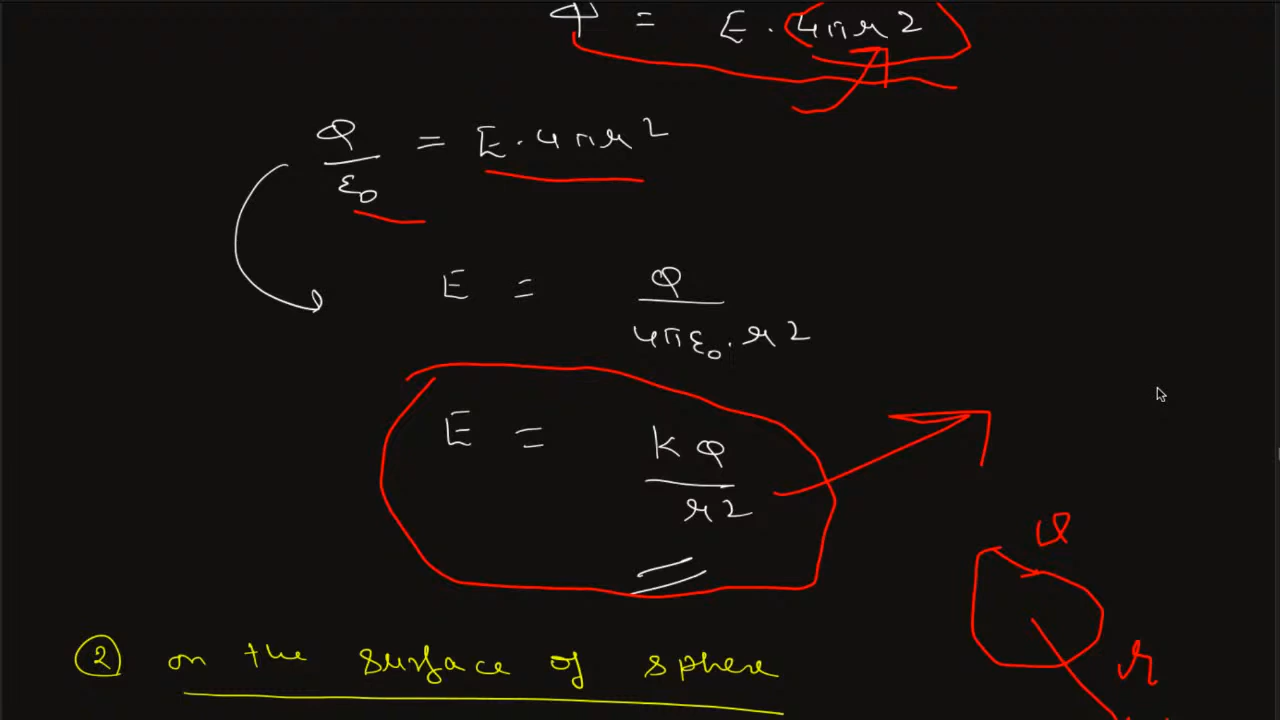 Φ = E · 4πr2
Q/ε0 = E · 4πr2
E = Q/4πε0 · r2
E = kQ/r2
② on the surface of sphere
Q
r